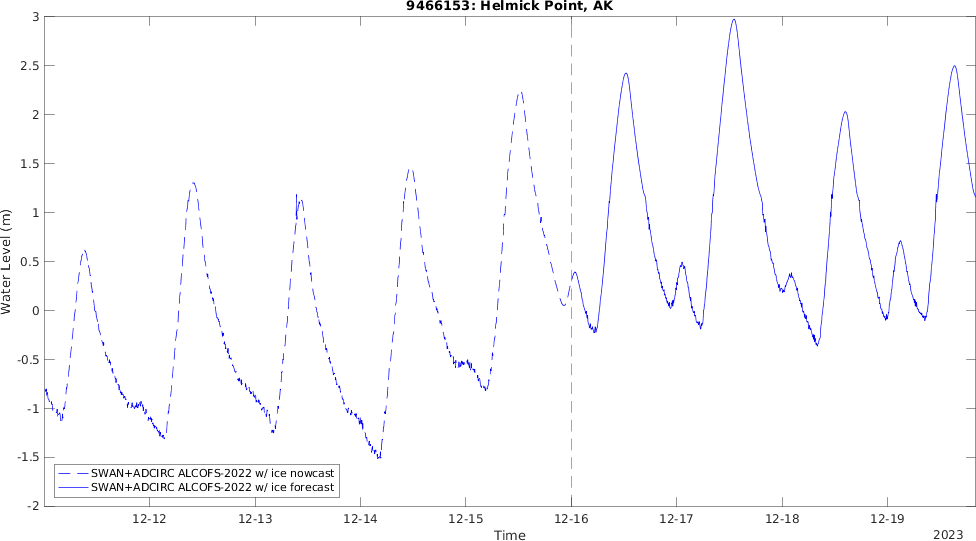 9466153: Helmick Point, AK
3
2.5
2
1.5
1
0.5
0
-0.5
-1
-1.5
-2
Water Level (m)
SWAN+ADCIRC ALCOFS-2022 w/ ice nowcast
SWAN+ADCIRC ALCOFS-2022 w/ ice forecast
12-12 12-13 12-14 12-15 12-16 12-17 12-18 12-19
Time
2023